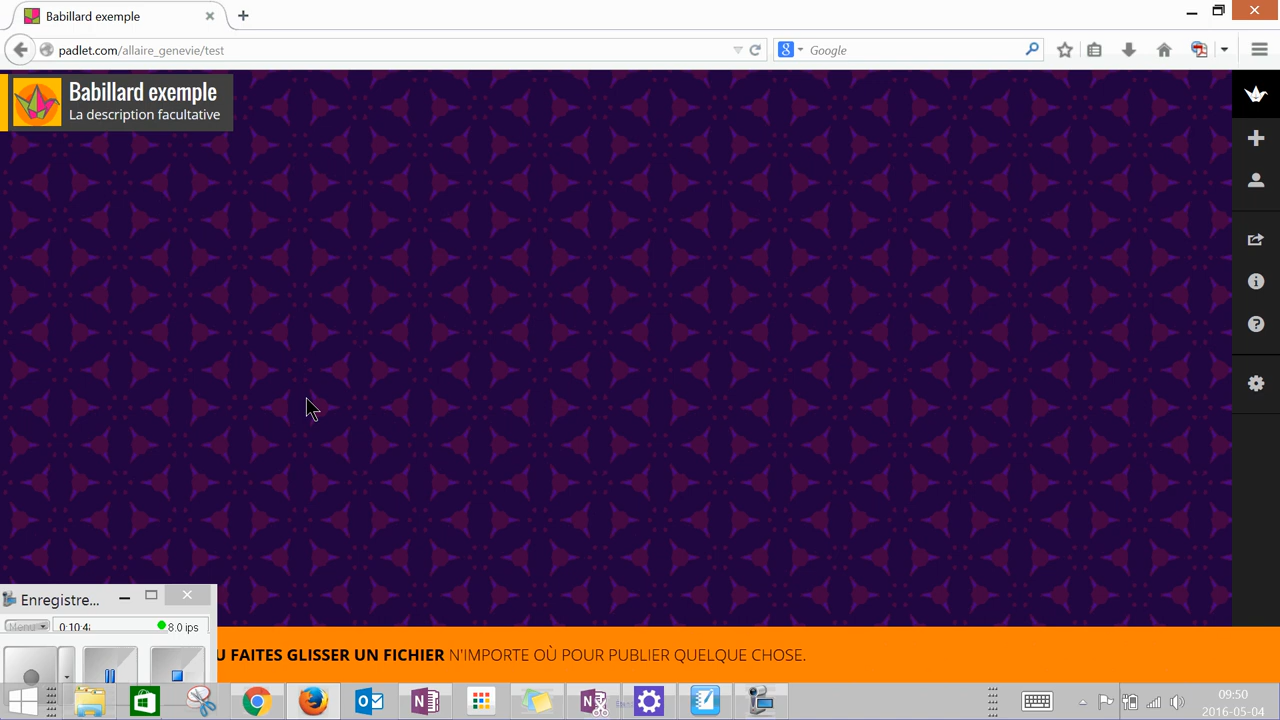 Babillard exemple
padlet.com/allaire_genevie/test
Google
Babillard exemple
La description facultative
Enregistre...
Menu
0:10:4
8.0 ips
U FAITES GLISSER UN FICHIER N'IMPORTE OÙ POUR PUBLIER QUELQUE CHOSE.
09:50
2016-05-04